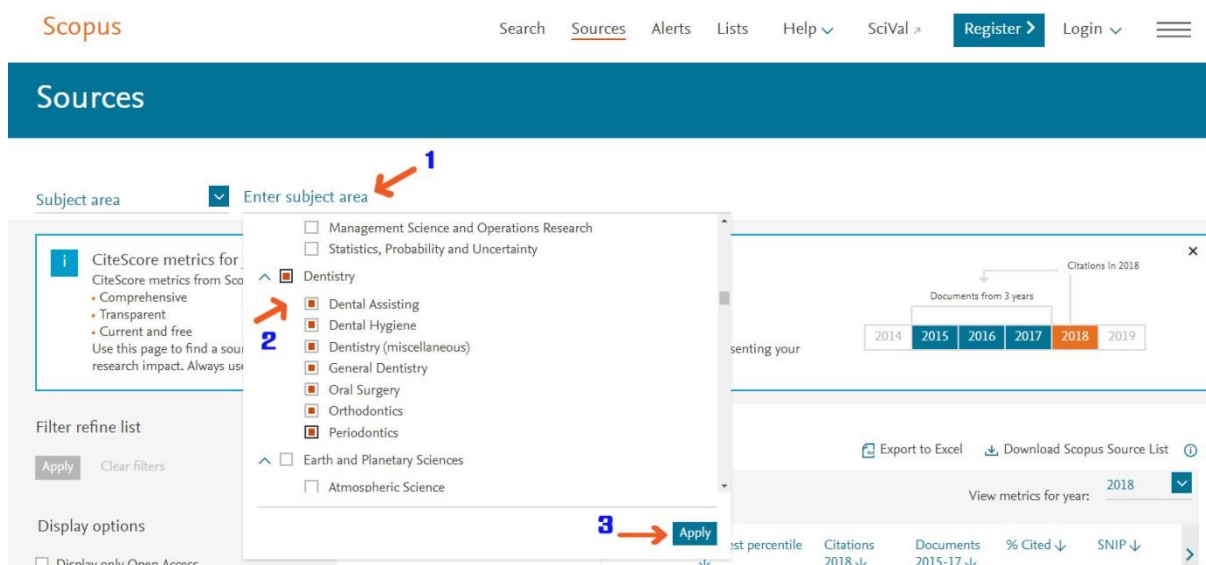 Scopus
Search Sources Alerts Lists Help SciVal Register Login
Sources
1
Subject area Enter subject area
Management Science and Operations Research
Statistics, Probability and Uncertainty
Dentistry
Dental Assisting
Dental Hygiene
2
Dentistry (miscellaneous)
General Dentistry
Oral Surgery
Orthodontics
Periodontics
Earth and Planetary Sciences
Atmospheric Science
3
Apply
i
CiteScore metrics for
CiteScore metrics from
• Comprehensive
• Transparent
• Current and free
Use this page to find a
research impact. Always
senting your
Citations in 2018
Documents from 3 years
2014 2015 2016 2017 2018 2019
Filter refine list
Apply Clear filters
Export to Excel Download Scopus Source List
View metrics for year: 2018
Display options
Display only Open Access
est percentile Citations Documents % Cited SNIP
2018 2015-17